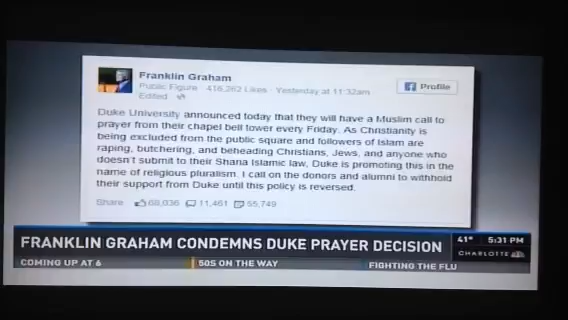 Franklin Graham
Public Figure · 416,262 Likes · Yesterday at 11:32am
Edited
Profile
Duke University announced today that they will have a Muslim call to
prayer from their chapel bell tower every Friday. As Christianity is
being excluded from the public square and followers of Islam are
raping, butchering, and beheading Christians, Jews, and anyone who
doesn't submit to their Sharia Islamic law, Duke is promoting this in the
name of religious pluralism. I call on the donors and alumni to withhold
their support from Duke until this policy is reversed.
Share 68,036 11,461 55,749
FRANKLIN GRAHAM CONDEMNS DUKE PRAYER DECISION
41° 5:31 PM
CHARLOTTE
COMING UP AT 6 50S ON THE WAY FIGHTING THE FLU